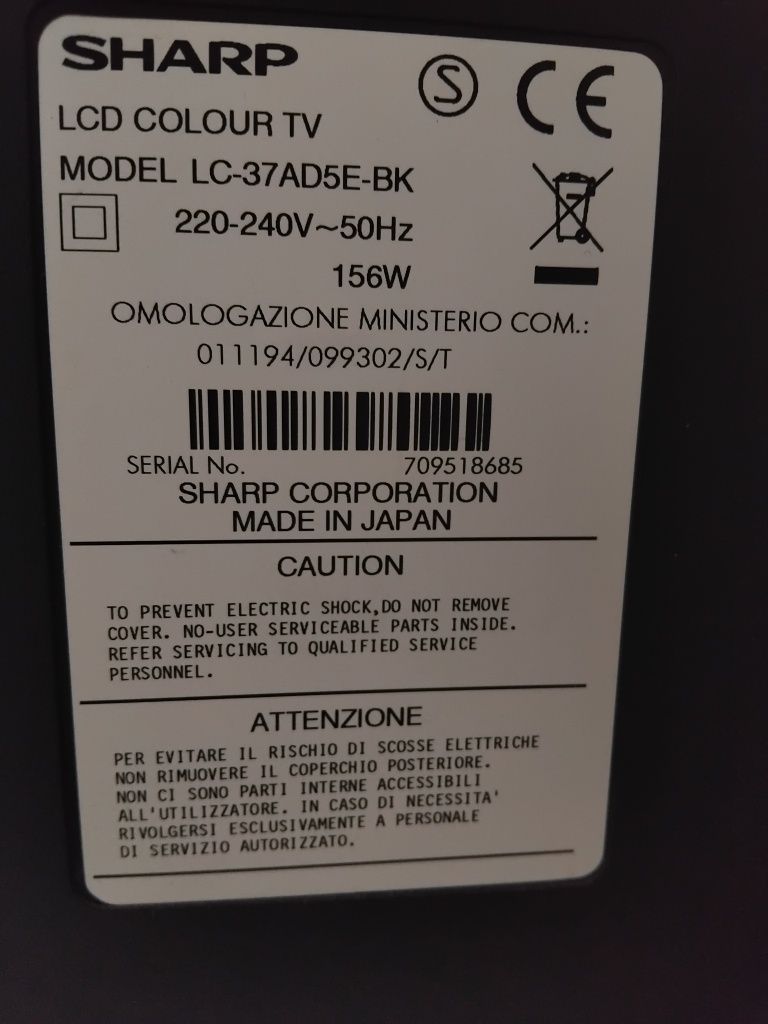 SHARP
S CE
LCD COLOUR TV
MODEL LC-37AD5E-BK
220-240V~50Hz
156W
OMOLOGAZIONE MINISTERIO COM.:
011194/099302/S/T
SERIAL No. 709518685
SHARP CORPORATION
MADE IN JAPAN
CAUTION
TO PREVENT ELECTRIC SHOCK,DO NOT REMOVE
COVER. NO-USER SERVICEABLE PARTS INSIDE.
REFER SERVICING TO QUALIFIED SERVICE
PERSONNEL.
ATTENZIONE
PER EVITARE IL RISCHIO DI SCOSSE ELETTRICHE
NON RIMUOVERE IL COPERCHIO POSTERIORE.
NON CI SONO PARTI INTERNE ACCESSIBILI
ALL'UTILIZZATORE. IN CASO DI NECESSITA'
RIVOLGERSI ESCLUSIVAMENTE A PERSONALE
DI SERVIZIO AUTORIZZATO.